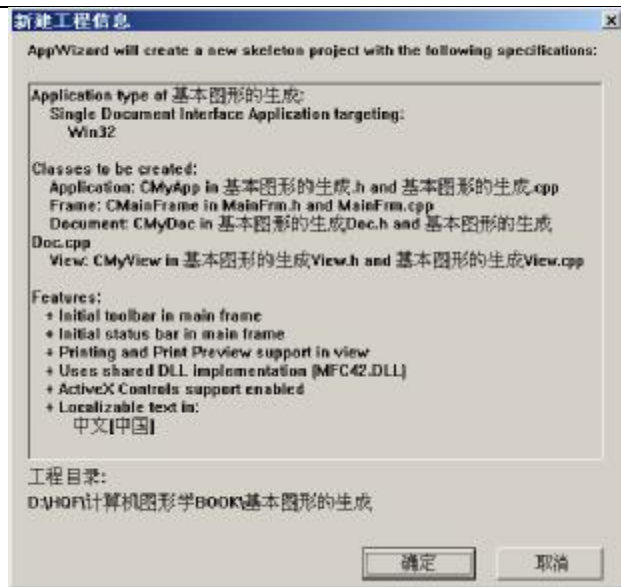 新建工程信息
AppWizard will create a new skeleton project with the following specifications:
Application type of 基本图形的生成:
Single Document Interface Application targeting:
Win32
Classes to be created:
Application: CMyApp in 基本图形的生成.h and 基本图形的生成.cpp
Frame: CMainFrame in MainFrm.h and MainFrm.cpp
Document: CMyDoc in 基本图形的生成Doc.h and 基本图形的生成
Doc.cpp
View: CMyView in 基本图形的生成View.h and 基本图形的生成View.cpp
Features:
+ Initial toolbar in main frame
+ Initial status bar in main frame
+ Printing and Print Preview support in view
+ Uses shared DLL implementation (MFC42.DLL)
+ ActiveX Controls support enabled
+ Localizable text in:
中文[中国]
工程目录:
D:\HQF\计算机图形学BOOK\基本图形的生成
确定
取消